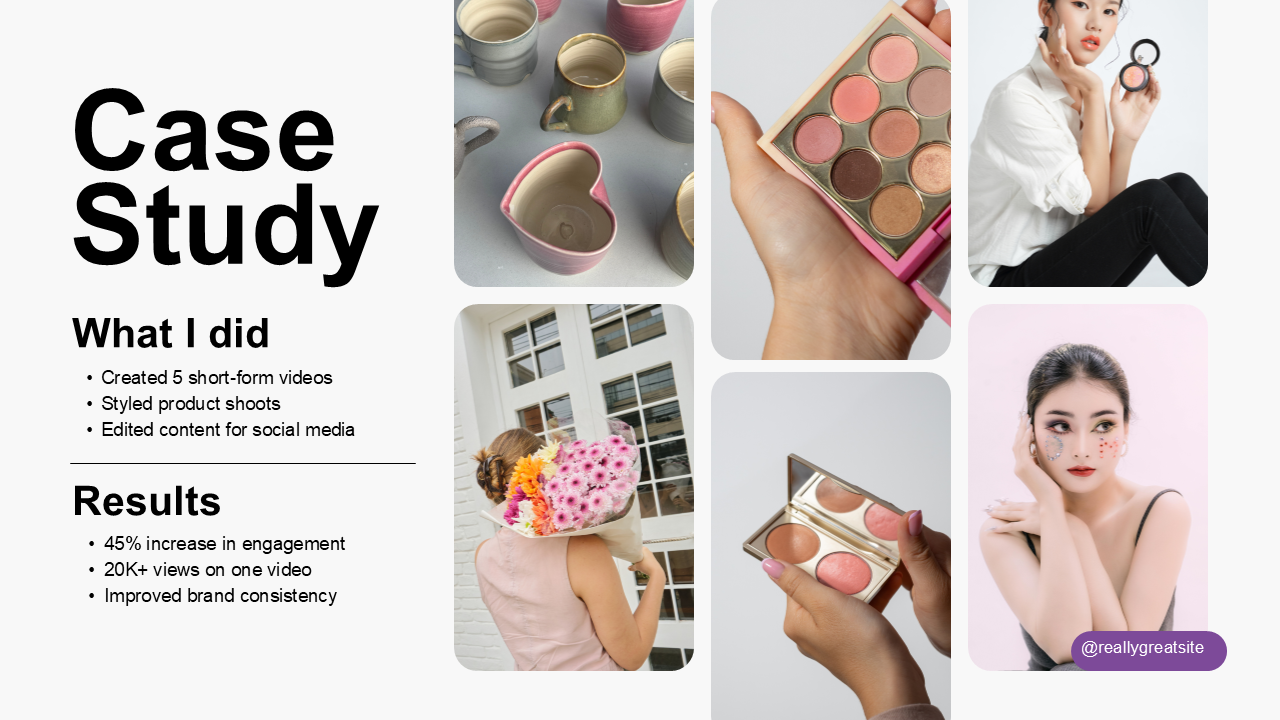 Case
Study
What I did
• Created 5 short-form videos
• Styled product shoots
• Edited content for social media
Results
• 45% increase in engagement
• 20K+ views on one video
• Improved brand consistency
@reallygreatsite